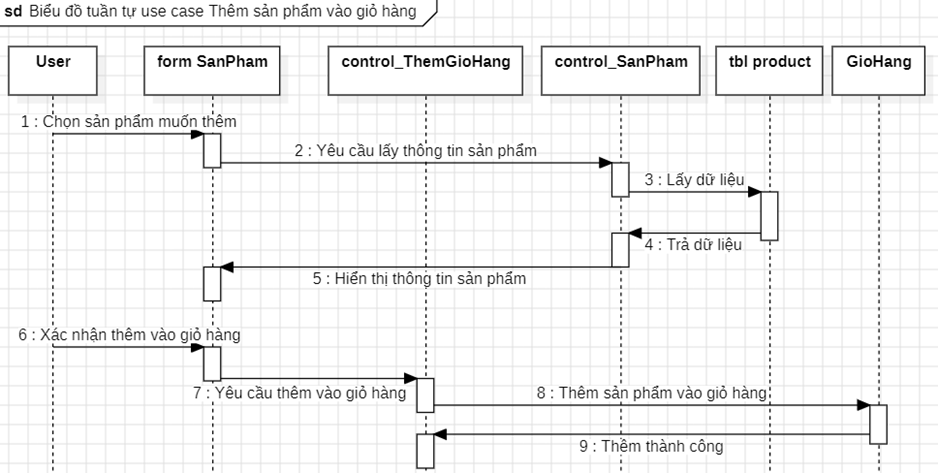 sd Biểu đồ tuần tự use case Thêm sản phẩm vào giỏ hàng
User
form SanPham
control_ThemGioHang
control_SanPham
tbl product
GioHang
1 : Chọn sản phẩm muốn thêm
2 : Yêu cầu lấy thông tin sản phẩm
3 : Lấy dữ liệu
4 : Trả dữ liệu
5 : Hiển thị thông tin sản phẩm
6 : Xác nhận thêm vào giỏ hàng
7 : Yêu cầu thêm vào giỏ hàng
8 : Thêm sản phẩm vào giỏ hàng
9 : Thềm thành công